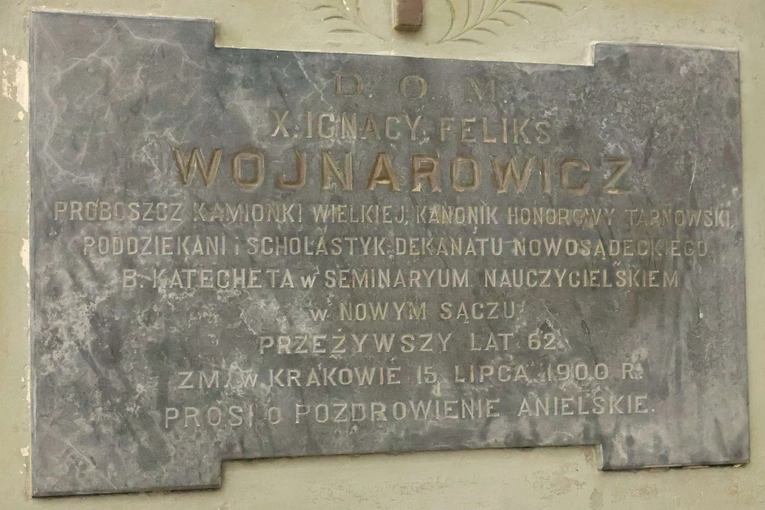 D. O. M.
X. IGNACY FELIKS
WOJNAROWICZ
PROBOSZCZ KAMIONKI WIELKIEJ, KANONIK HONOROWY TARNOWSKI,
PODDZIEKANI i SCHOLASTYK DEKANATU NOWOSĄDECKIEGO
B. KATECHETA w SEMINARYUM NAUCZYCIELSKIEM
w NOWYM SĄCZU
PRZEŻYWSZY LAT 62
ZM. w KRAKOWIE 15 LIPCA 1900 R.
PROSI o POZDROWIENIE ANIELSKIE.